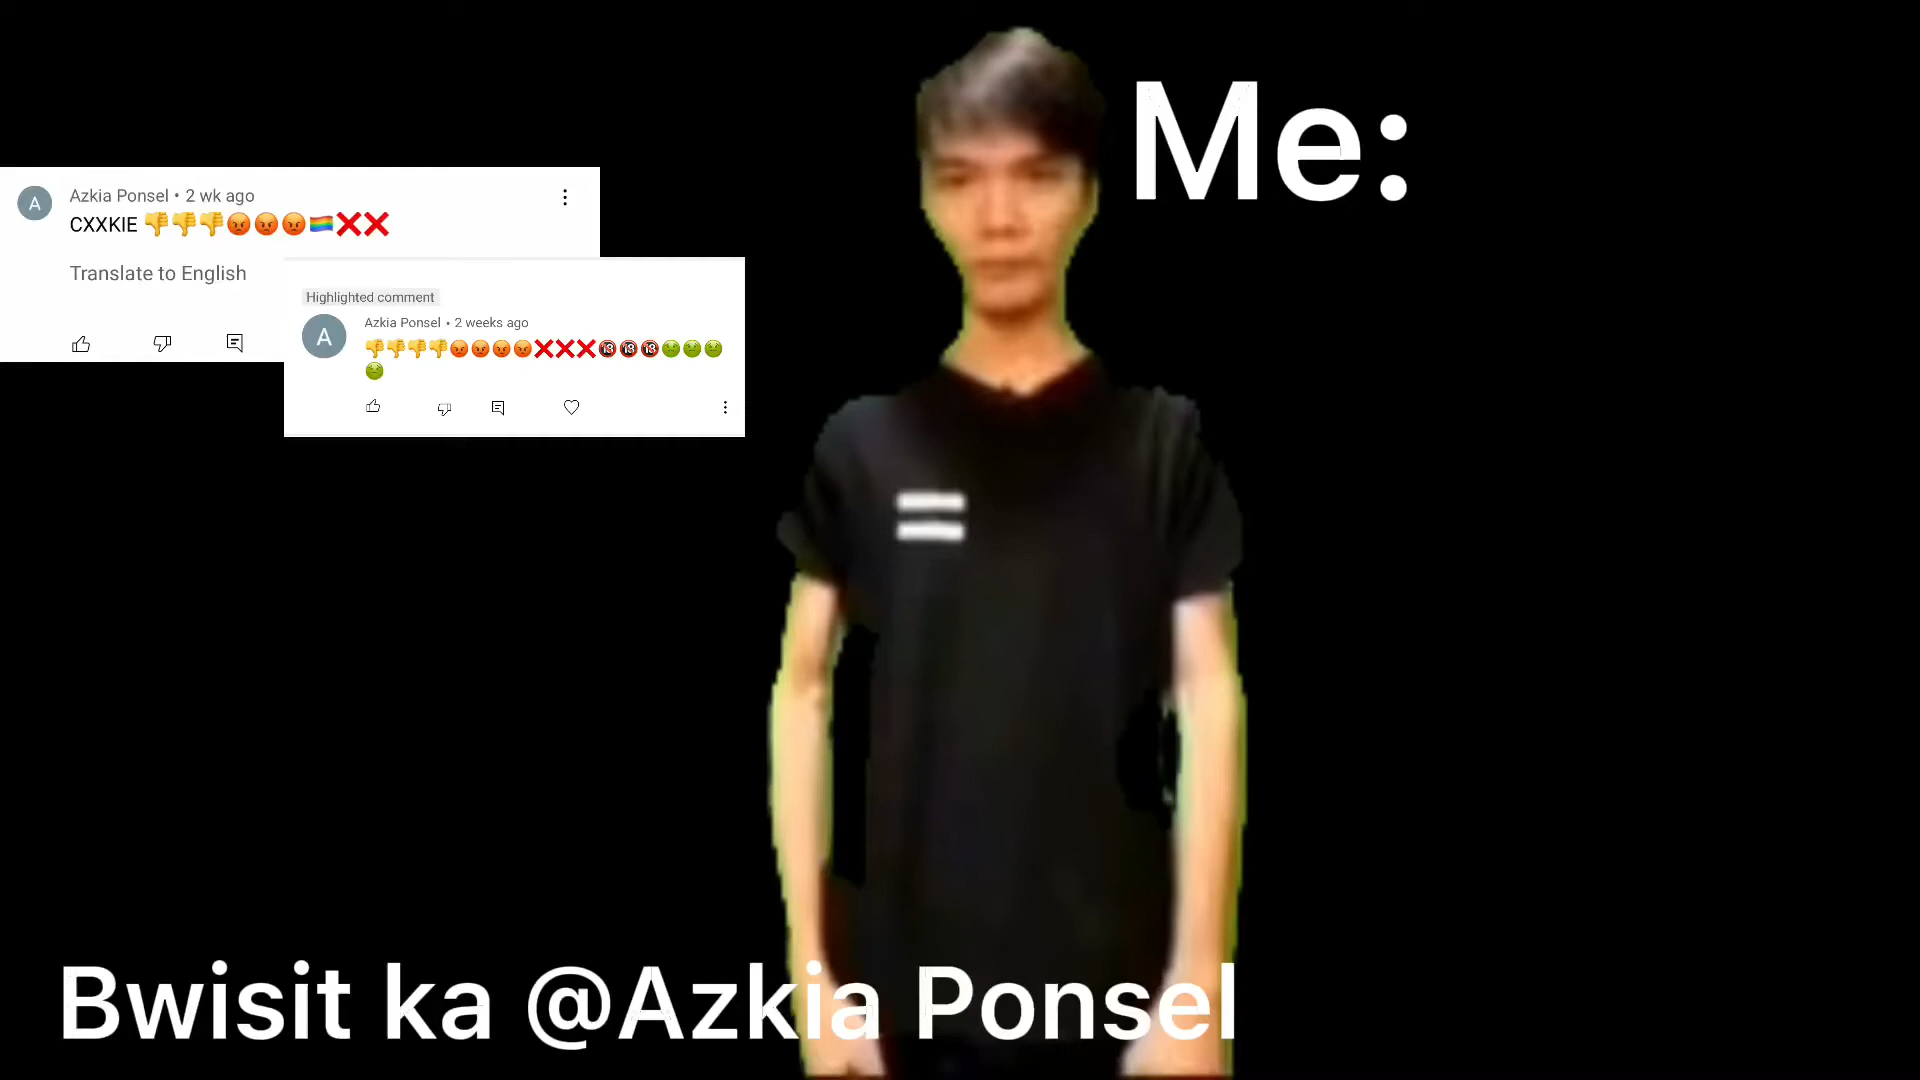 Me:
A
Azkia Ponsel • 2 wk ago
CXXKIE 👎👎👎😡😡😡🏳️‍🌈❌❌
Translate to English
Highlighted comment
A
Azkia Ponsel • 2 weeks ago
👎👎👎👎😡😡😡😡❌❌❌🔞🔞🔞🤢🤢🤢
🤢
Bwisit ka @Azkia Ponsel